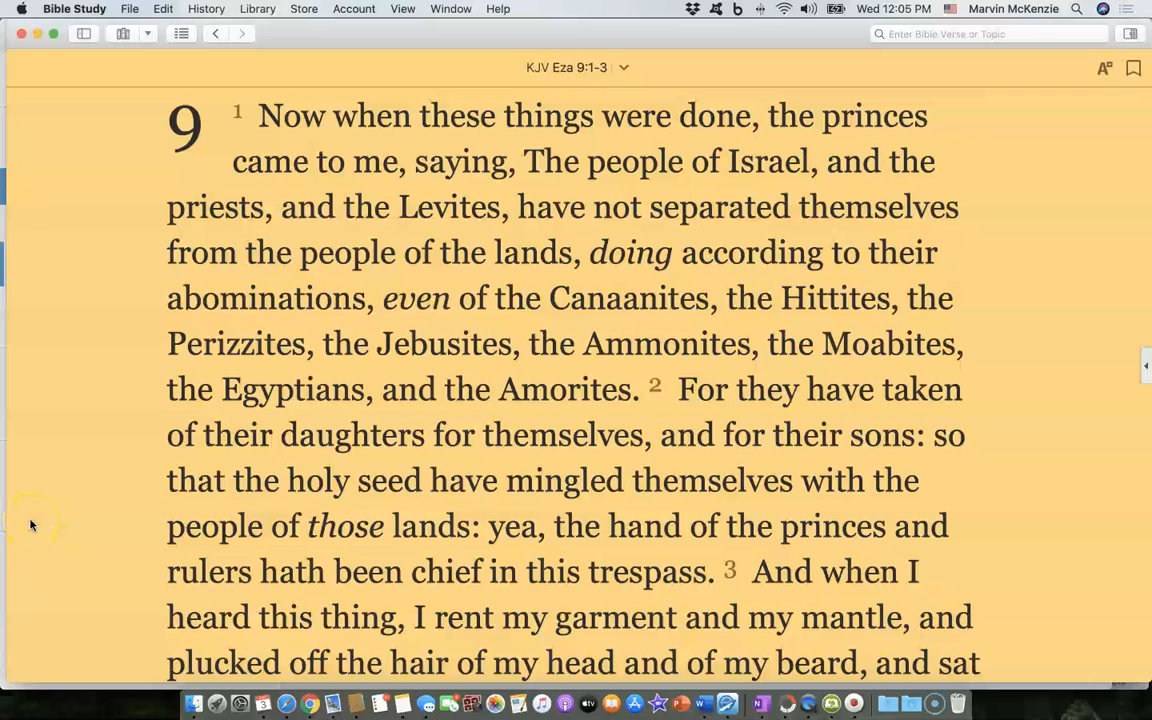 Bible Study File Edit History Library Store Account View Window Help Wed 12:05 PM Marvin McKenzie
Enter Bible Verse or Topic
KJV Eza 9:1-3
9 1 Now when these things were done, the princes
came to me, saying, The people of Israel, and the
priests, and the Levites, have not separated themselves
from the people of the lands, doing according to their
abominations, even of the Canaanites, the Hittites, the
Perizzites, the Jebusites, the Ammonites, the Moabites,
the Egyptians, and the Amorites. 2 For they have taken
of their daughters for themselves, and for their sons: so
that the holy seed have mingled themselves with the
people of those lands: yea, the hand of the princes and
rulers hath been chief in this trespass. 3 And when I
heard this thing, I rent my garment and my mantle, and
plucked off the hair of my head and of my beard, and sat